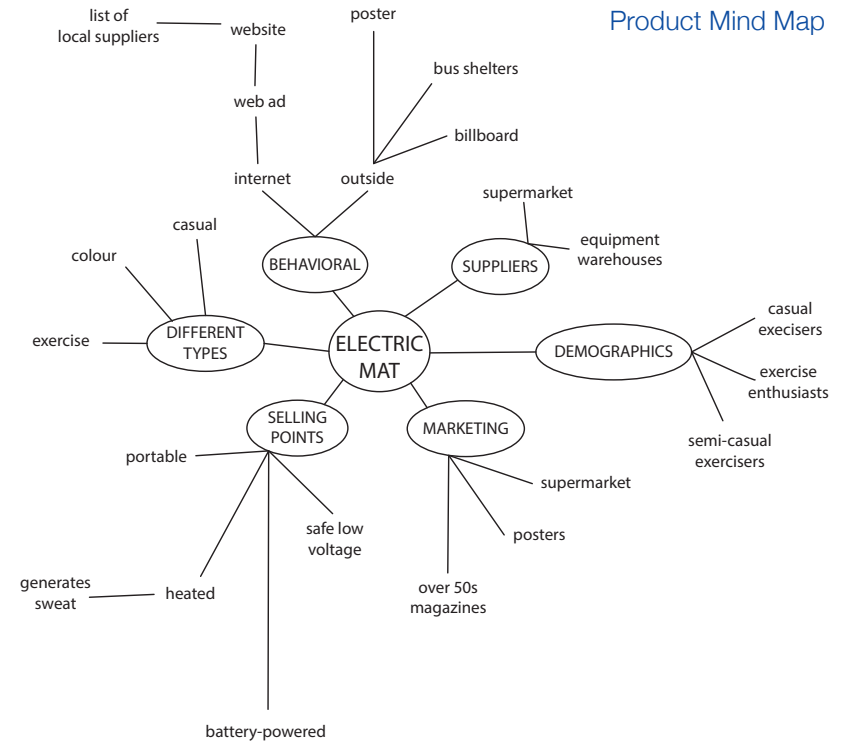 Product Mind Map
list of
local suppliers
website
web ad
internet
poster
bus shelters
billboard
outside
BEHAVIORAL
supermarket
equipment
warehouses
SUPPLIERS
casual
colour
exercise
DIFFERENT
TYPES
ELECTRIC
MAT
DEMOGRAPHICS
casual
execisers
exercise
enthusiasts
semi-casual
exercisers
SELLING
POINTS
portable
safe low
voltage
generates
sweat
heated
battery-powered
MARKETING
supermarket
posters
over 50s
magazines